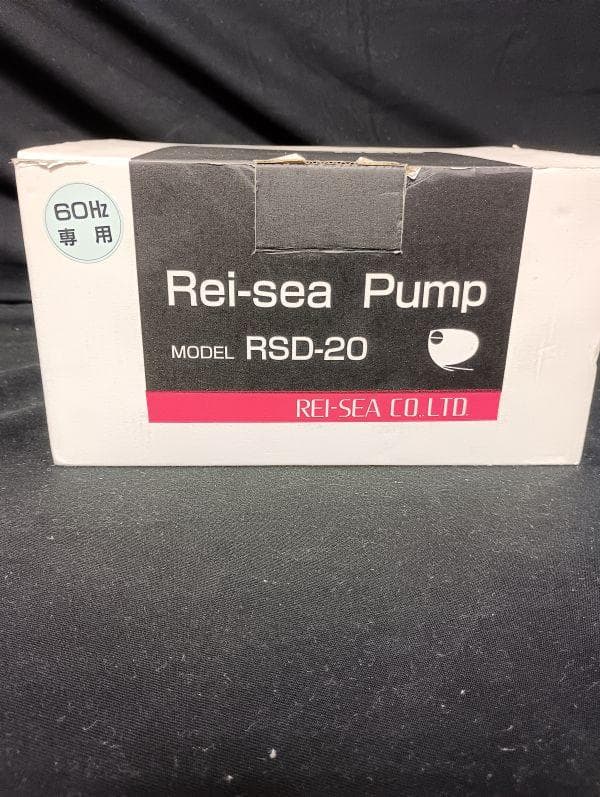 60Hz
専用
Rei-sea Pump
MODEL RSD-20
REI-SEA CO.,LTD.